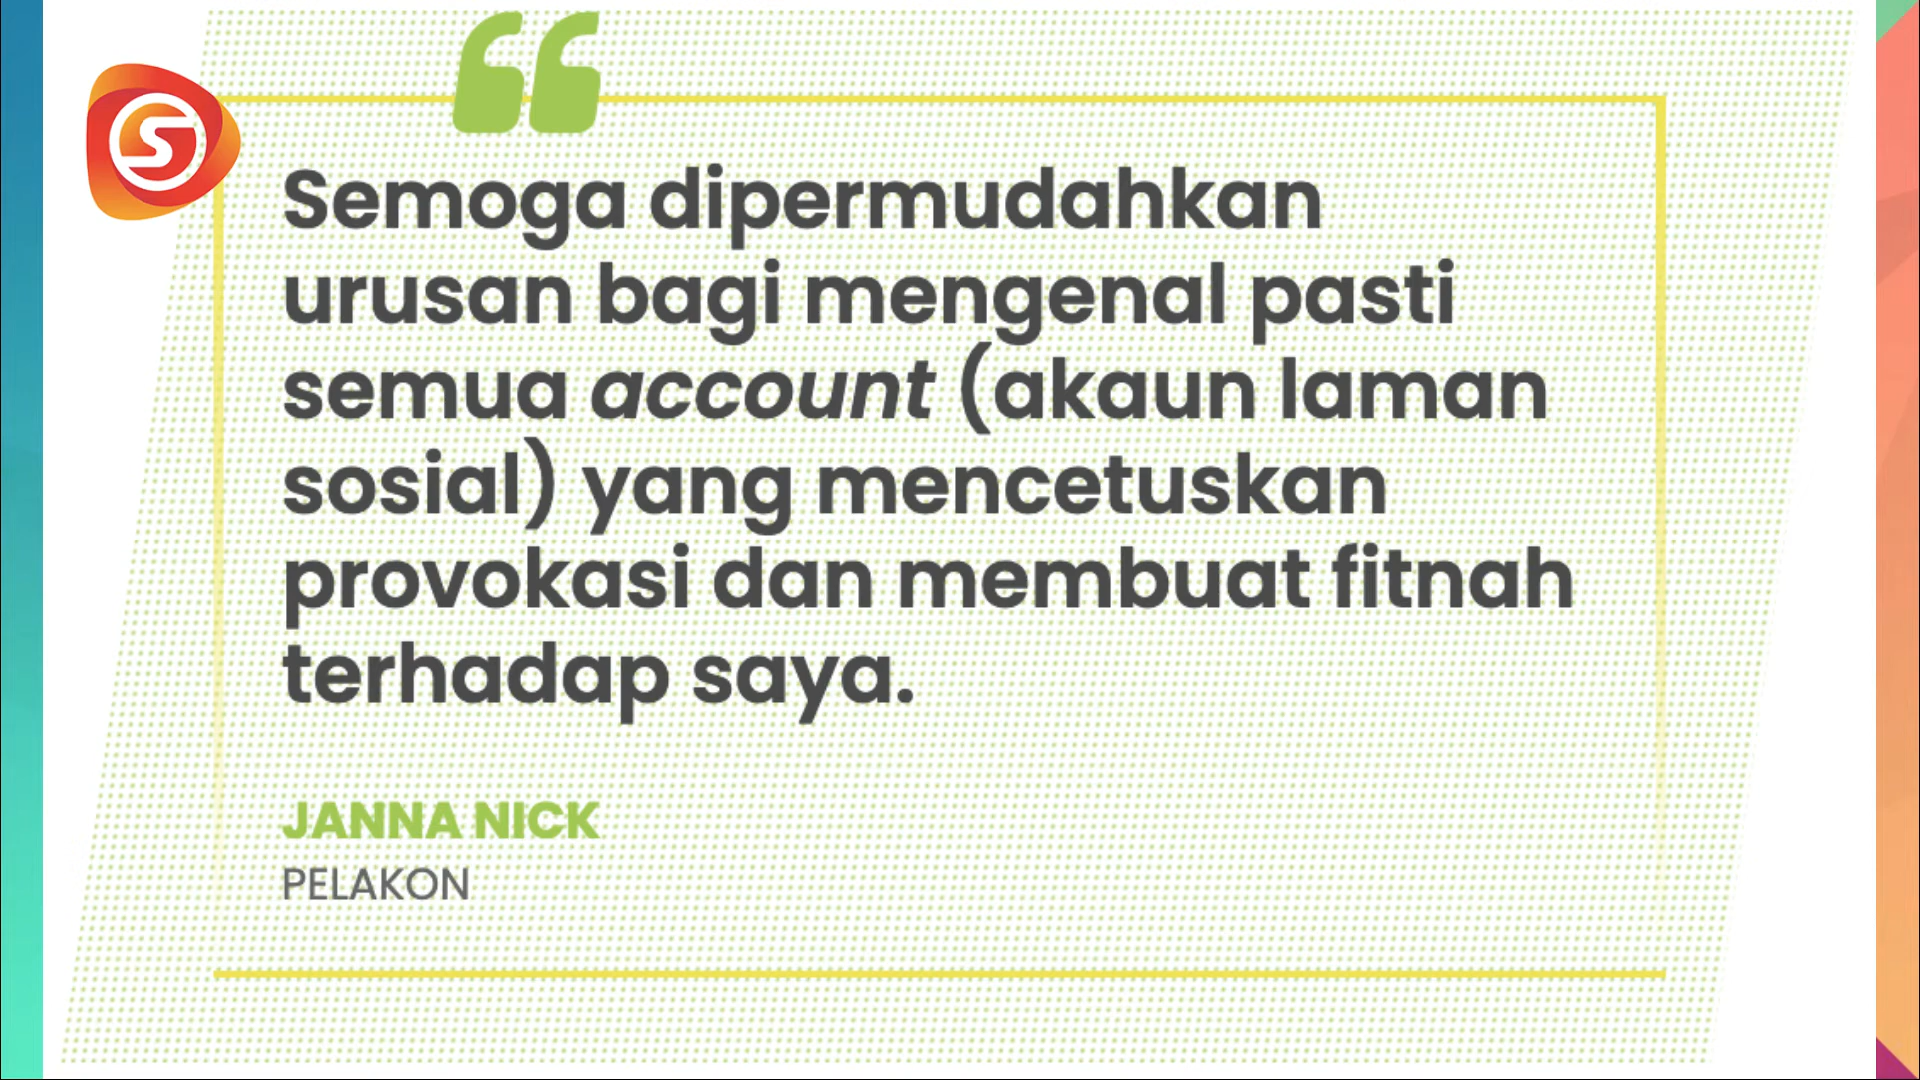 Semoga dipermudahkan
urusan bagi mengenal pasti
semua account (akaun laman
sosial) yang mencetuskan
provokasi dan membuat fitnah
terhadap saya.
JANNA NICK
PELAKON